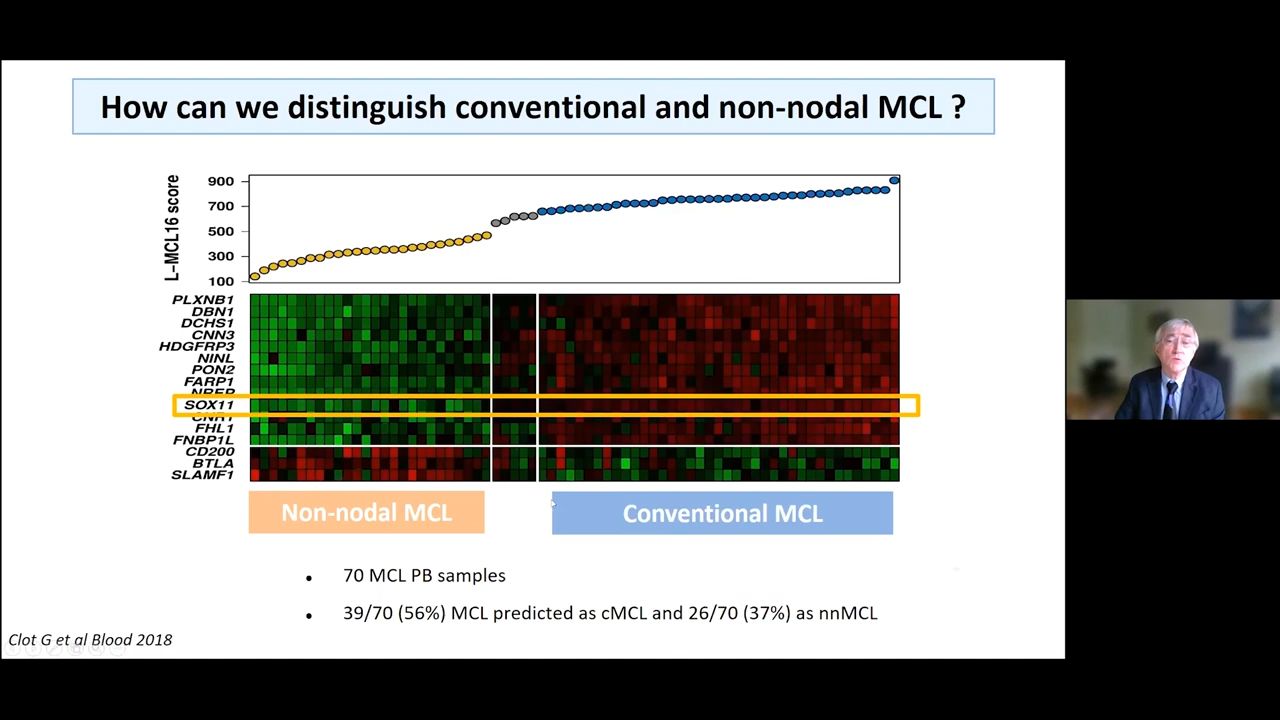 How can we distinguish conventional and non-nodal MCL ?
L-MCL16 score
900
700
500
300
100
PLXNB1
DBN1
DCHS1
CNN3
HDGFRP3
NINL
PON2
FARP1
SOX11
FHL1
FNBP1L
CD200
BTLA
SLAMF1
Non-nodal MCL
Conventional MCL
• 70 MCL PB samples
• 39/70 (56%) MCL predicted as cMCL and 26/70 (37%) as nnMCL
Clot G et al Blood 2018